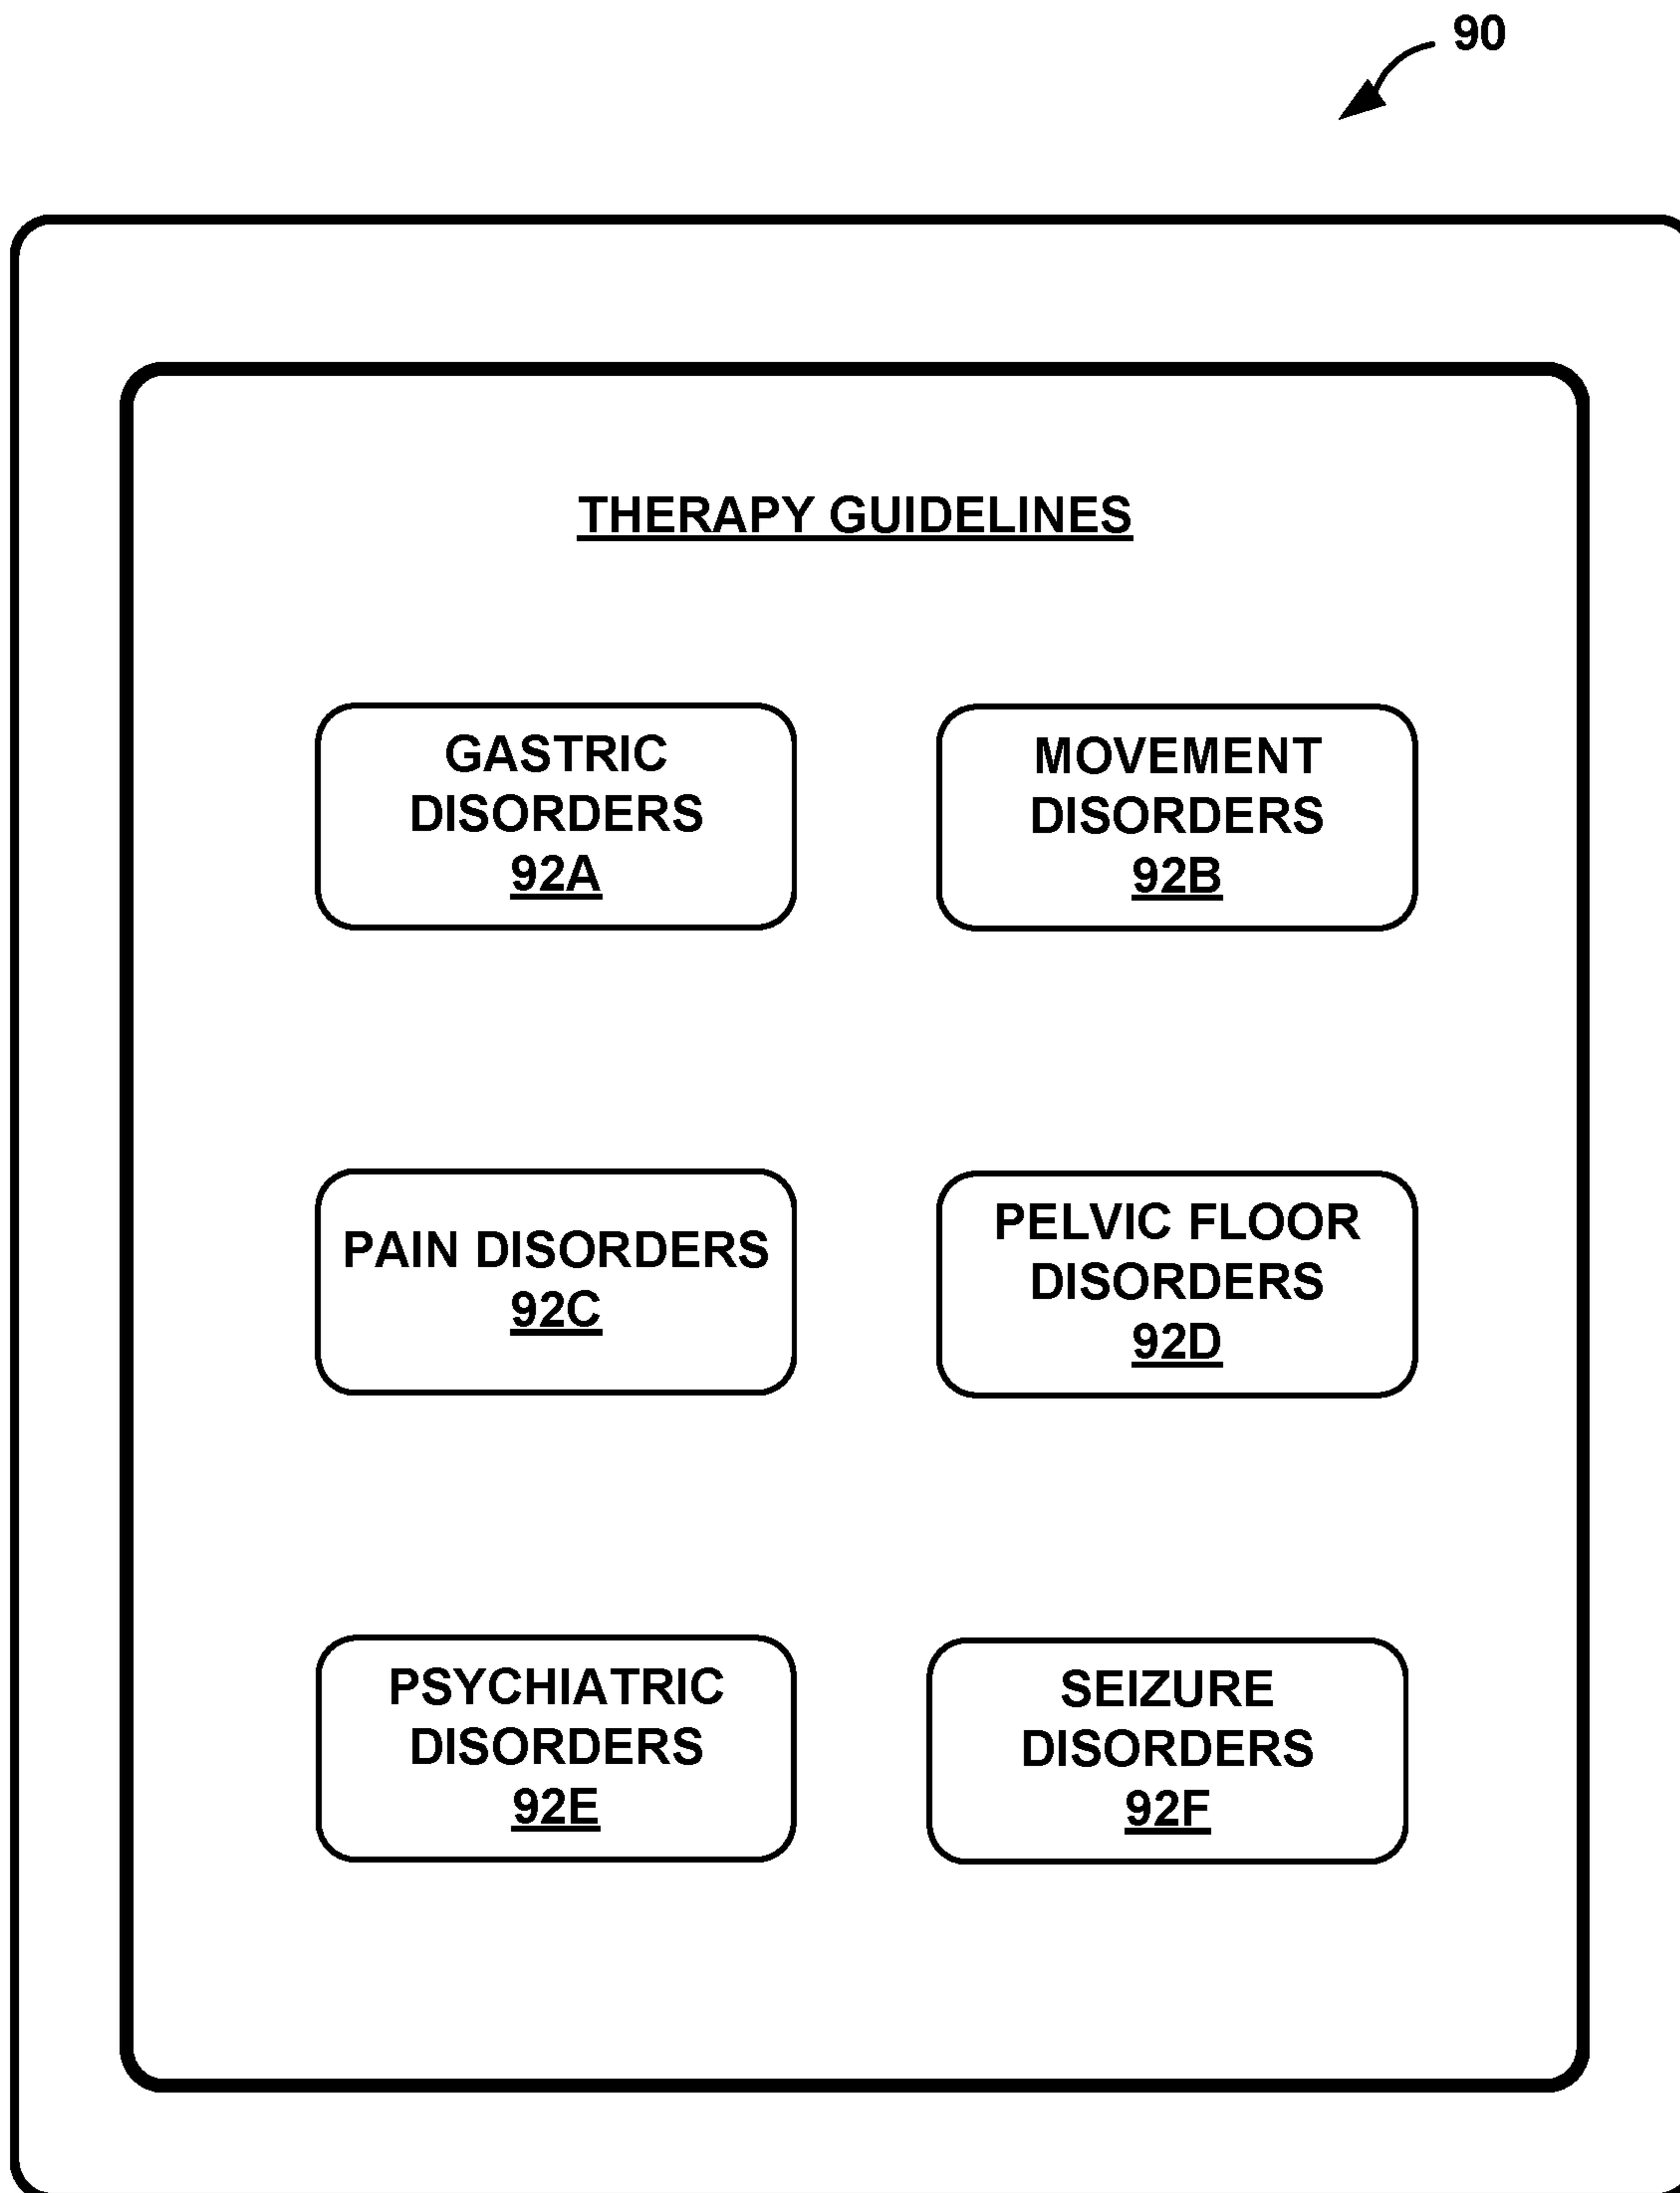 90
THERAPY GUIDELINES
GASTRIC
DISORDERS
92A
MOVEMENT
DISORDERS
92B
PAIN DISORDERS
92C
PELVIC FLOOR
DISORDERS
92D
PSYCHIATRIC
DISORDERS
92E
SEIZURE
DISORDERS
92F